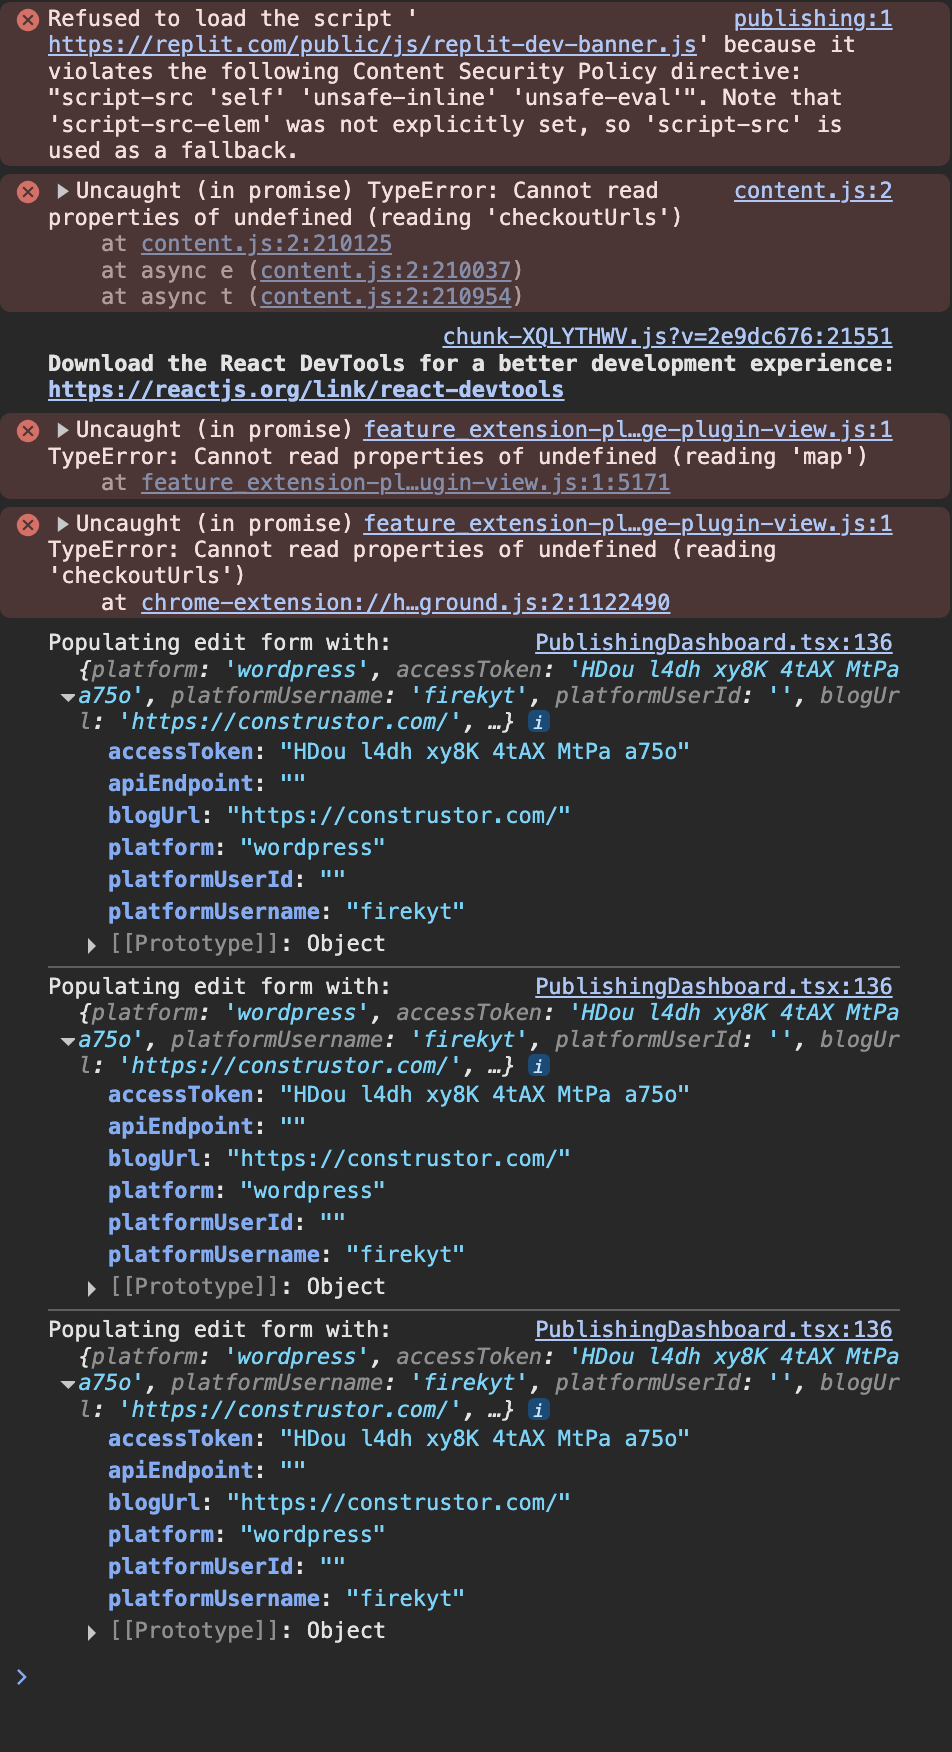 Refused to load the script ' publishing:1
https://replit.com/public/js/replit-dev-banner.js' because it
violates the following Content Security Policy directive:
"script-src 'self' 'unsafe-inline' 'unsafe-eval'". Note that
'script-src-elem' was not explicitly set, so 'script-src' is
used as a fallback.
Uncaught (in promise) TypeError: Cannot read content.js:2
properties of undefined (reading 'checkoutUrls')
at content.js:2:210125
at async e (content.js:2:210037)
at async t (content.js:2:210954)
chunk-XQLYTHWV.js?v=2e9dc676:21551
Download the React DevTools for a better development experience:
https://reactjs.org/link/react-devtools
Uncaught (in promise) feature_extension-pl…ge-plugin-view.js:1
TypeError: Cannot read properties of undefined (reading 'map')
at feature_extension-pl…ugin-view.js:1:5171
Uncaught (in promise) feature_extension-pl…ge-plugin-view.js:1
TypeError: Cannot read properties of undefined (reading
'checkoutUrls')
at chrome-extension://h…ground.js:2:1122490
Populating edit form with: PublishingDashboard.tsx:136
{platform: 'wordpress', accessToken: 'HDou l4dh xy8K 4tAX MtPa
a75o', platformUsername: 'firekyt', platformUserId: '', blogUr
l: 'https://construstor.com/', …} i
accessToken: "HDou l4dh xy8K 4tAX MtPa a75o"
apiEndpoint: ""
blogUrl: "https://construstor.com/"
platform: "wordpress"
platformUserId: ""
platformUsername: "firekyt"
[[Prototype]]: Object
Populating edit form with: PublishingDashboard.tsx:136
{platform: 'wordpress', accessToken: 'HDou l4dh xy8K 4tAX MtPa
a75o', platformUsername: 'firekyt', platformUserId: '', blogUr
l: 'https://construstor.com/', …} i
accessToken: "HDou l4dh xy8K 4tAX MtPa a75o"
apiEndpoint: ""
blogUrl: "https://construstor.com/"
platform: "wordpress"
platformUserId: ""
platformUsername: "firekyt"
[[Prototype]]: Object
Populating edit form with: PublishingDashboard.tsx:136
{platform: 'wordpress', accessToken: 'HDou l4dh xy8K 4tAX MtPa
a75o', platformUsername: 'firekyt', platformUserId: '', blogUr
l: 'https://construstor.com/', …} i
accessToken: "HDou l4dh xy8K 4tAX MtPa a75o"
apiEndpoint: ""
blogUrl: "https://construstor.com/"
platform: "wordpress"
platformUserId: ""
platformUsername: "firekyt"
[[Prototype]]: Object